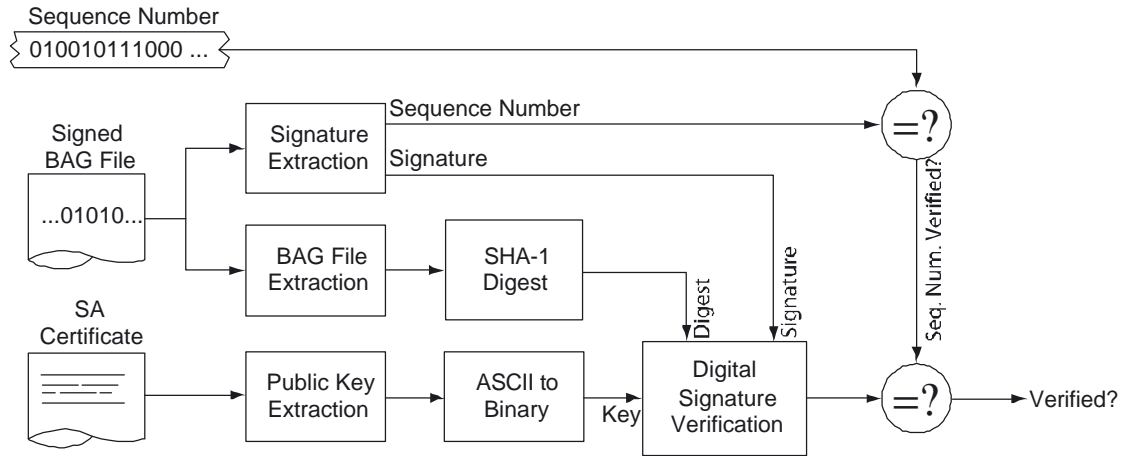 Sequence Number
010010111000 ...
Signed
BAG File
...01010...
Signature
Extraction
Sequence Number
Signature
=?
Seq. Num. Verified?
BAG File
Extraction
SHA-1
Digest
Digest
Signature
SA
Certificate
Public Key
Extraction
ASCII to
Binary
Key
Digital
Signature
Verification
=?
Verified?